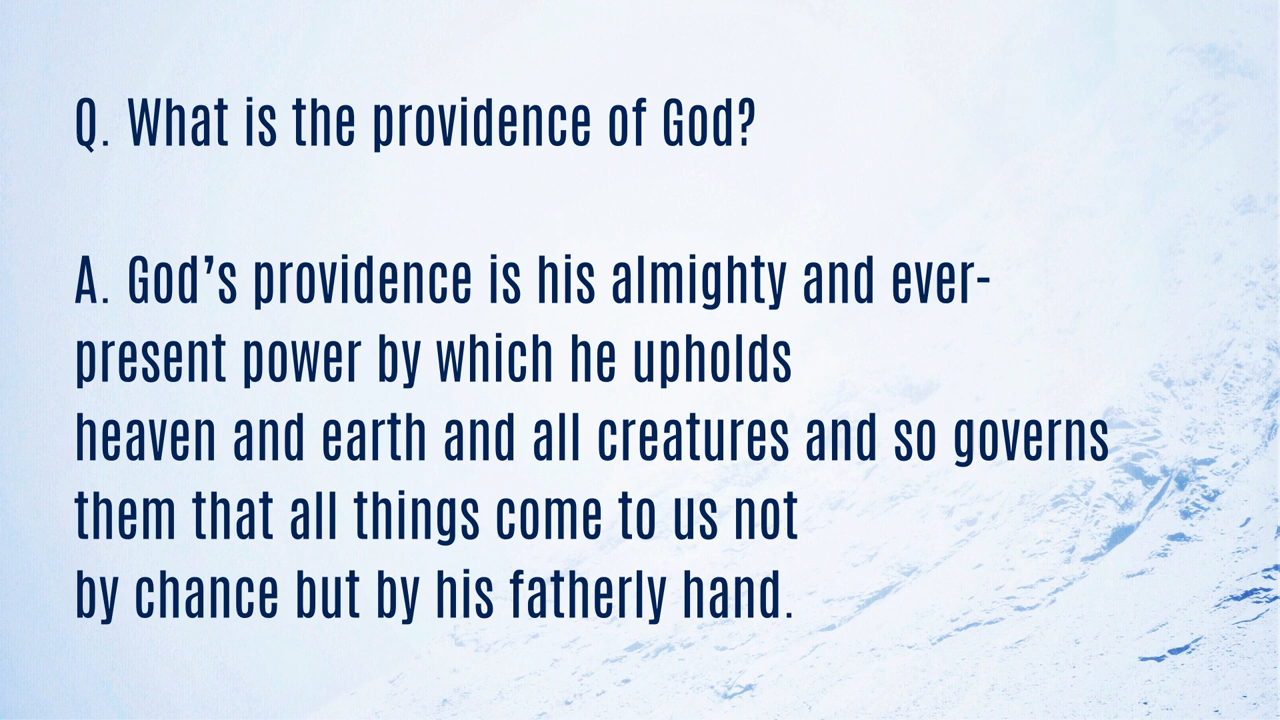 Q. What is the providence of God?
A. God’s providence is his almighty and ever-
present power by which he upholds
heaven and earth and all creatures and so governs
them that all things come to us not
by chance but by his fatherly hand.